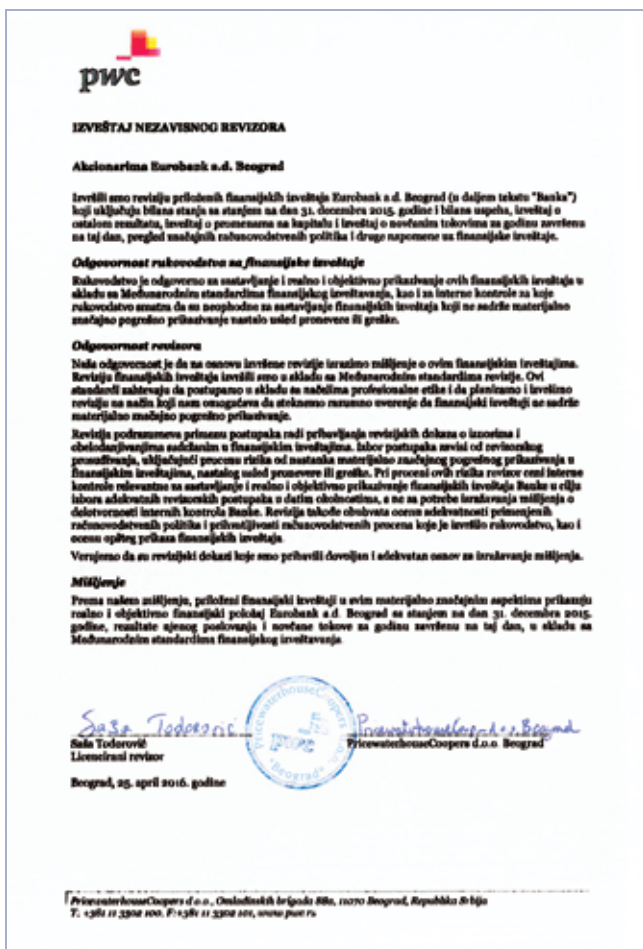 pwc
IZVEŠTAJ NEZAVISNOG REVIZORA
Akcionarima Eurobank a.d. Beograd
Izvršili smo reviziju priloženih finansijskih izveštaja Eurobank a.d. Beograd (u daljem tekstu "Banka")
koji uključuju bilans stanja sa stanjem na dan 31. decembra 2015. godine i bilans uspeha, izveštaj o
ostalom rezultatu, izveštaj o promenama na kapitalu i izveštaj o novčanim tokovima za godinu završenu
na taj dan, pregled značajnih računovodstvenih politika i druge napomene uz finansijske izveštaje.
Odgovornost rukovodstva za finansijske izveštaje
Rukovodstvo je odgovorno za sastavljanje i realno i objektivno prikazivanje ovih finansijskih izveštaja u
skladu sa Međunarodnim standardima finansijskog izveštavanja, kao i za interne kontrole za koje
rukovodstvo smatra da su neophodne za sastavljanje finansijskih izveštaja koji ne sadrže materijalno
značajno pogrešno prikazivanje nastalo usled pronevere ili greške.
Odgovornost revizora
Naša odgovornost je da na osnovu izvršene revizije izrazimo mišljenje o ovim finansijskim izveštajima.
Reviziju finansijskih izveštaja izvršili smo u skladu sa Međunarodnim standardima revizije. Ovi
standardi zahtevaju da postupamo u skladu sa načelima profesionalne etike i da planiramo i izvršimo
reviziju na način koji nam omogućava da steknemo razumno uverenje da finansijski izveštaji ne sadrže
materijalno značajno pogrešno prikazivanje.
Revizija podrazumeva primenu postupaka radi pribavljanja revizijskih dokaza o iznosima i
obelodanjivanjima sadržanim u finansijskim izveštajima. Izbor postupaka zavisi od revizorskog
prosuđivanja, uključujući procenu rizika od nastanka materijalno značajnog pogrešnog prikazivanja u
finansijskim izveštajima, nastalog usled pronevere ili greške. Pri proceni ovih rizika revizor ceni interne
kontrole relevantne za sastavljanje i realno i objektivno prikazivanje finansijskih izveštaja Banke u cilju
izbora adekvatnih revizorskih postupaka u datim okolnostima, a ne za potrebe izražavanja mišljenja o
delotvornosti internih kontrola Banke. Revizija takođe obuhvata ocenu adekvatnosti primenjenih
računovodstvenih politika i prihvatljivosti računovodstvenih procena koje je izvršilo rukovodstvo, kao i
ocenu opšteg prikaza finansijskih izveštaja.
Verujemo da su revizijski dokazi koje smo pribavili dovoljan i adekvatan osnov za izražavanje mišljenja.
Mišljenje
Prema našem mišljenju, priloženi finansijski izveštaji u svim materijalno značajnim aspektima prikazuju
realno i objektivno finansijski položaj Eurobank a.d. Beograd sa stanjem na dan 31. decembra 2015.
godine, rezultate njenog poslovanja i novčane tokove za godinu završenu na taj dan, u skladu sa
Međunarodnim standardima finansijskog izveštavanja.
Saša Todorović PricewaterhouseCoopers d.o.o. Beograd
PricewaterhouseCoopers d.o.o.
pwc
Beograd
Saša Todorović PricewaterhouseCoopers d.o.o. Beograd
Licencirani revizor
Beograd, 25. april 2016. godine
PricewaterhouseCoopers d.o.o., Omladinskih brigada 88a, 11070 Beograd, Republika Srbija
T: +381 11 3302 100, F:+381 11 3302 101, www.pwc.rs